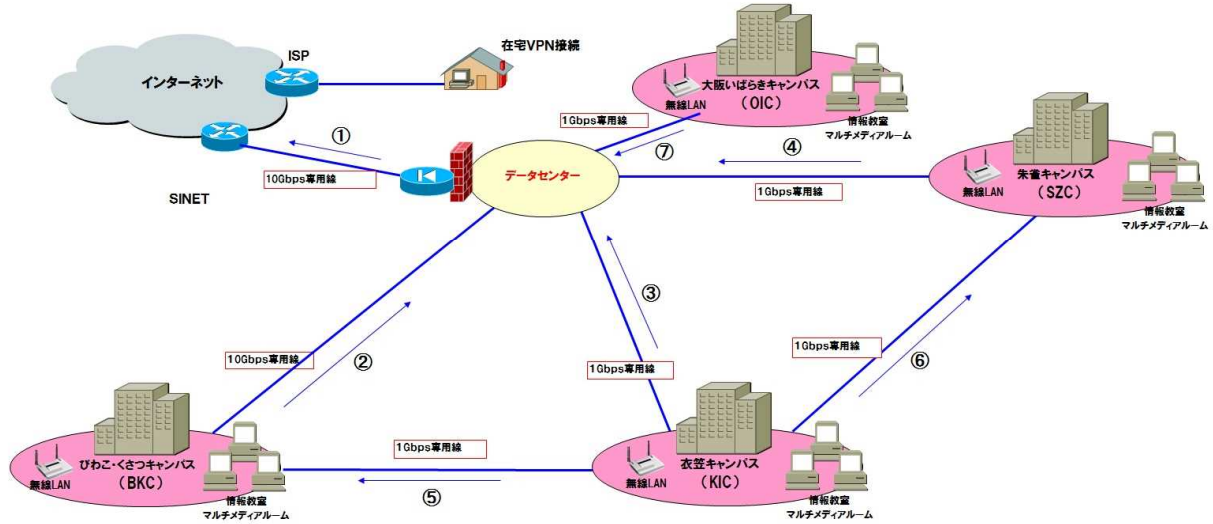 ISP
在宅VPN接続
インターネット
①
10Gbps専用線
SINET
データセンター
無線LAN
大阪いばらきキャンパス
(OIC)
情報教室
マルチメディアルーム
1Gbps専用線
⑦
④
1Gbps専用線
無線LAN
朱雀キャンパス
(SZC)
情報教室
マルチメディアルーム
③
②
10Gbps専用線
1Gbps専用線
1Gbps専用線
⑥
びわこ・くさつキャンパス
(BKC)
無線LAN
情報教室
マルチメディアルーム
1Gbps専用線
⑤
衣笠キャンパス
(KIC)
無線LAN
情報教室
マルチメディアルーム